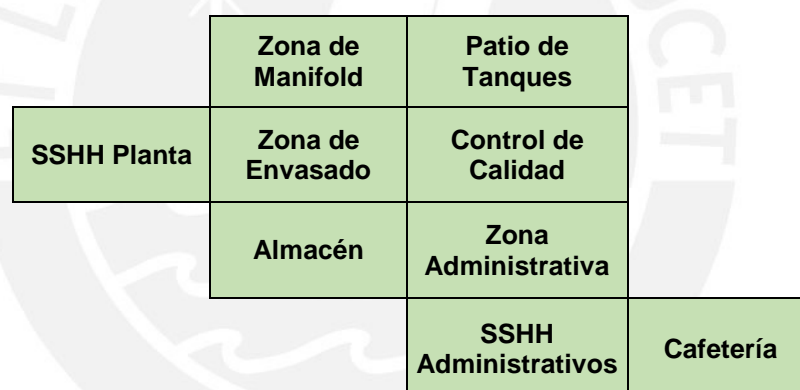 Zona de
Manifold
Patio de
Tanques
SSHH Planta
Zona de
Envasado
Control de
Calidad
Almacén
Zona
Administrativa
SSHH
Administrativos
Cafetería